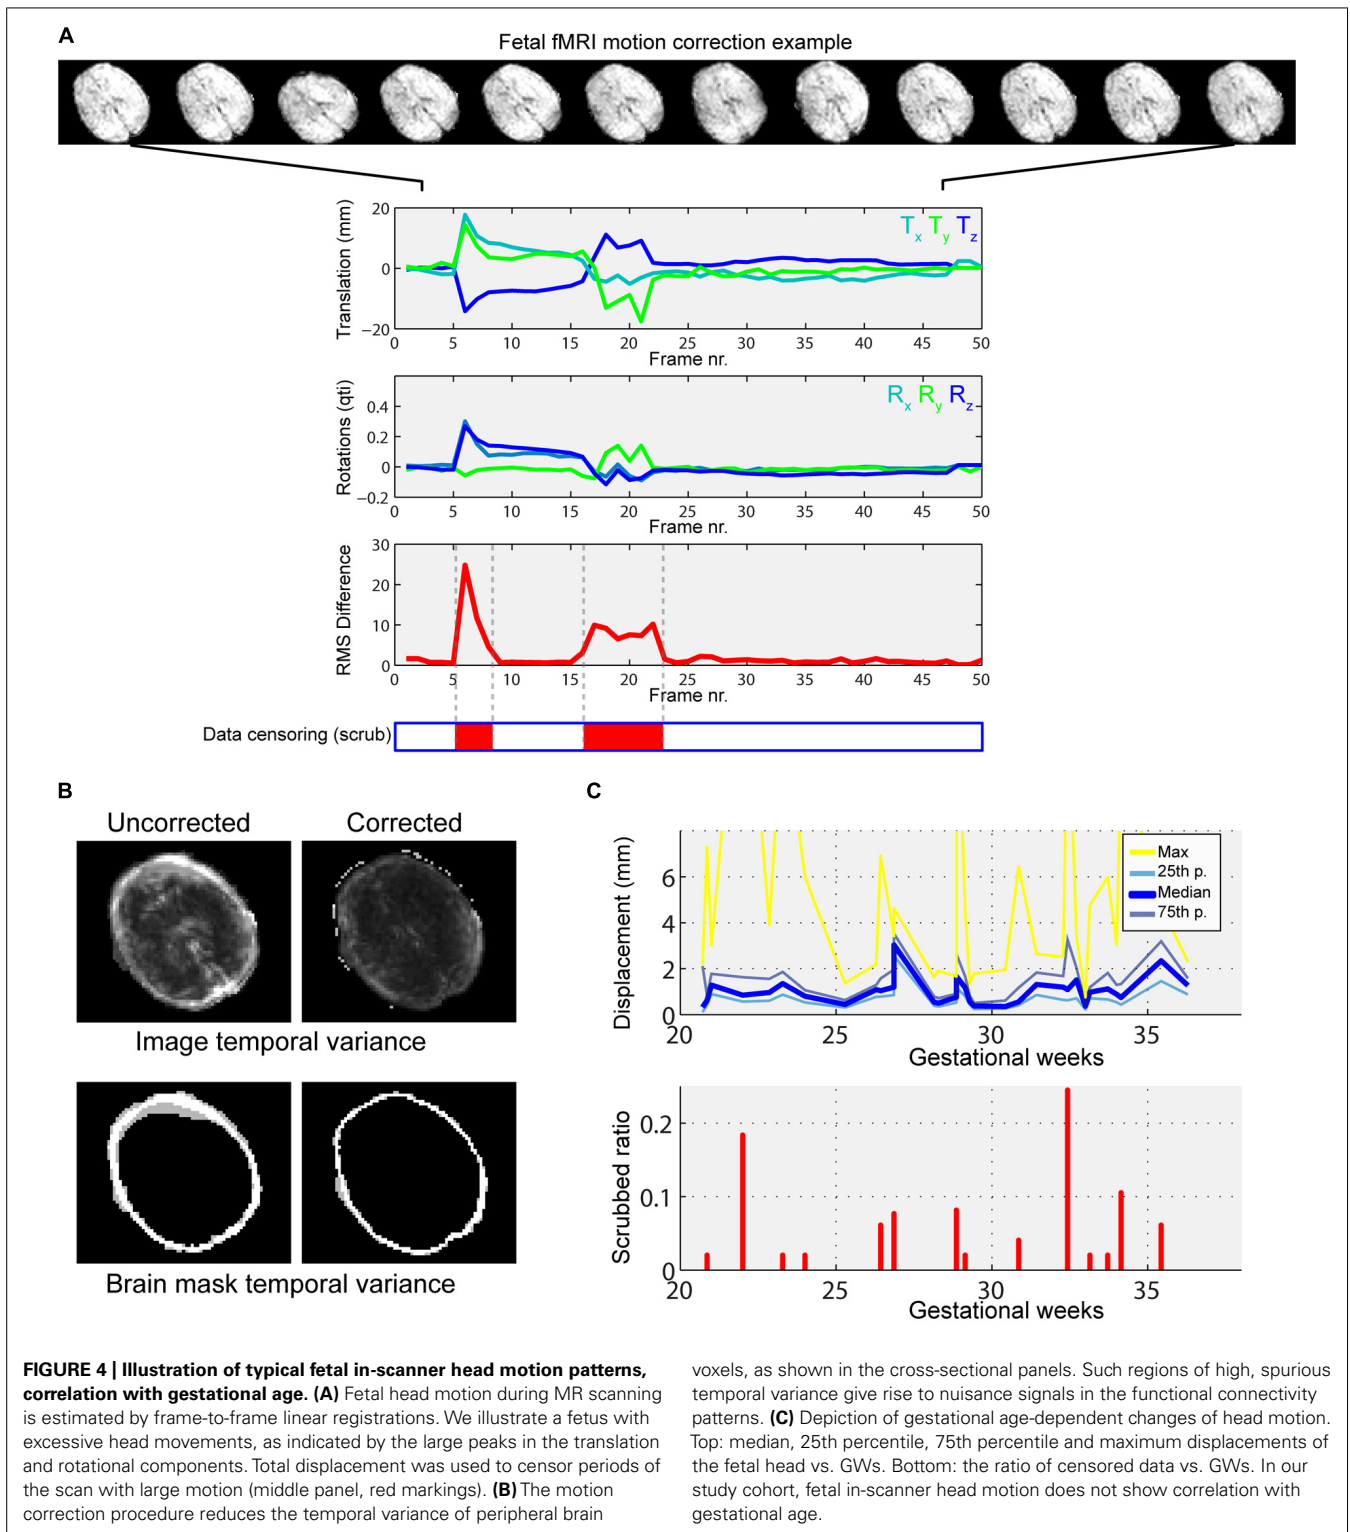 A
Fetal fMRI motion correction example
Translation (mm)
20
0
−20
Tx Ty Tz
0 5 10 15 20 25 30 35 40 45 50
Frame nr.
Rotations (qti)
0.4
0.2
0
−0.2
Rx Ry Rz
0 5 10 15 20 25 30 35 40 45 50
Frame nr.
RMS Difference
30
20
10
0
0 5 10 15 20 25 30 35 40 45 50
Frame nr.
Data censoring (scrub)
B
Uncorrected Corrected
Image temporal variance
Brain mask temporal variance
C
Displacement (mm)
6
4
2
0
Max
25th p.
Median
75th p.
20 25 30 35
Gestational weeks
Scrubbed ratio
0.2
0.1
0
20 25 30 35
Gestational weeks
FIGURE 4 | Illustration of typical fetal in-scanner head motion patterns,
correlation with gestational age. (A) Fetal head motion during MR scanning
is estimated by frame-to-frame linear registrations. We illustrate a fetus with
excessive head movements, as indicated by the large peaks in the translation
and rotational components. Total displacement was used to censor periods of
the scan with large motion (middle panel, red markings). (B) The motion
correction procedure reduces the temporal variance of peripheral brain
voxels, as shown in the cross-sectional panels. Such regions of high, spurious
temporal variance give rise to nuisance signals in the functional connectivity
patterns. (C) Depiction of gestational age-dependent changes of head motion.
Top: median, 25th percentile, 75th percentile and maximum displacements of
the fetal head vs. GWs. Bottom: the ratio of censored data vs. GWs. In our
study cohort, fetal in-scanner head motion does not show correlation with
gestational age.